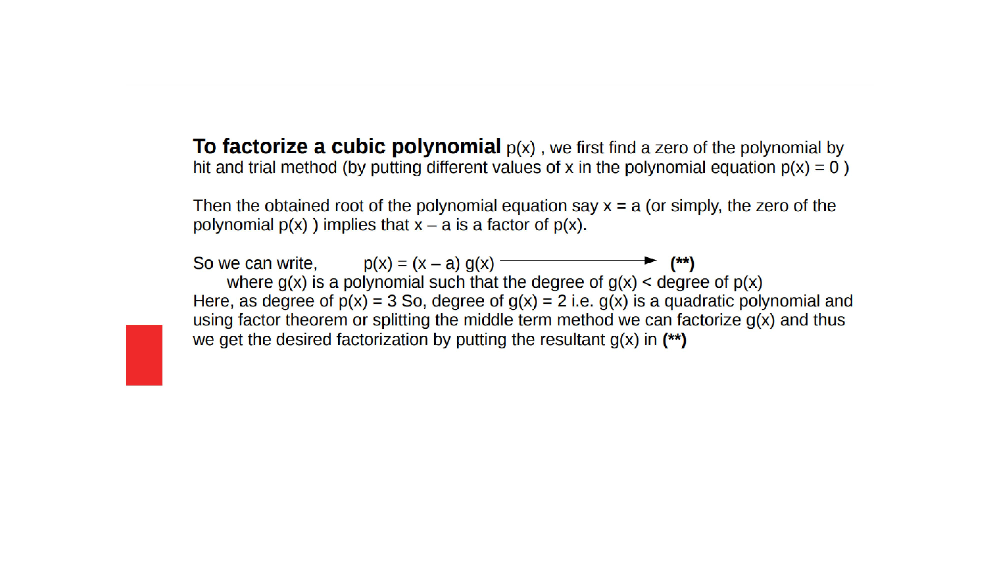 To factorize a cubic polynomial p(x) , we first find a zero of the polynomial by
hit and trial method (by putting different values of x in the polynomial equation p(x) = 0 )
Then the obtained root of the polynomial equation say x = a (or simply, the zero of the
polynomial p(x) ) implies that x – a is a factor of p(x).
So we can write, p(x) = (x – a) g(x) (**)
where g(x) is a polynomial such that the degree of g(x) < degree of p(x)
Here, as degree of p(x) = 3 So, degree of g(x) = 2 i.e. g(x) is a quadratic polynomial and
using factor theorem or splitting the middle term method we can factorize g(x) and thus
we get the desired factorization by putting the resultant g(x) in (**)